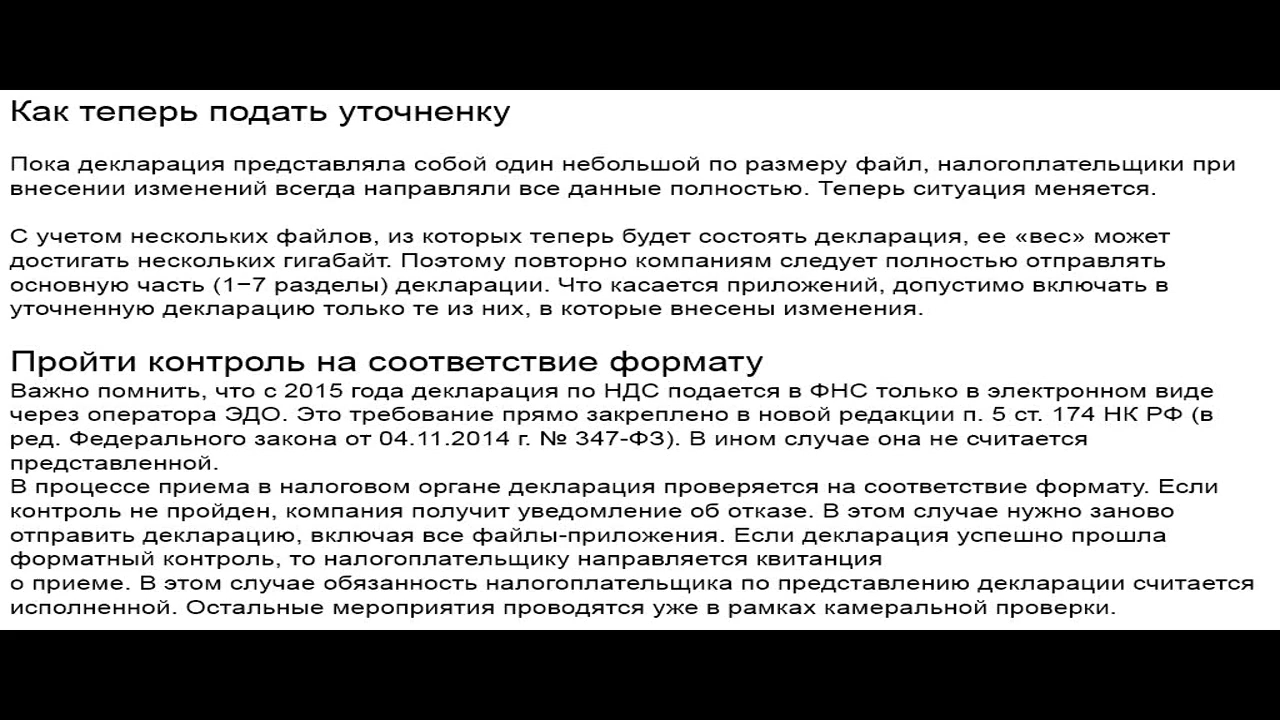 Как теперь подать уточненку
Пока декларация представляла собой один небольшой по размеру файл, налогоплательщики при
внесении изменений всегда направляли все данные полностью. Теперь ситуация меняется.
С учетом нескольких файлов, из которых теперь будет состоять декларация, ее «вес» может
достигать нескольких гигабайт. Поэтому повторно компаниям следует полностью отправлять
основную часть (1−7 разделы) декларации. Что касается приложений, допустимо включать в
уточненную декларацию только те из них, в которые внесены изменения.
Пройти контроль на соответствие формату
Важно помнить, что с 2015 года декларация по НДС подается в ФНС только в электронном виде
через оператора ЭДО. Это требование прямо закреплено в новой редакции п. 5 ст. 174 НК РФ (в
ред. Федерального закона от 04.11.2014 г. № 347-ФЗ). В ином случае она не считается
представленной.
В процессе приема в налоговом органе декларация проверяется на соответствие формату. Если
контроль не пройден, компания получит уведомление об отказе. В этом случае нужно заново
отправить декларацию, включая все файлы-приложения. Если декларация успешно прошла
форматный контроль, то налогоплательщику направляется квитанция
о приеме. В этом случае обязанность налогоплательщика по представлению декларации считается
исполненной. Остальные мероприятия проводятся уже в рамках камеральной проверки.